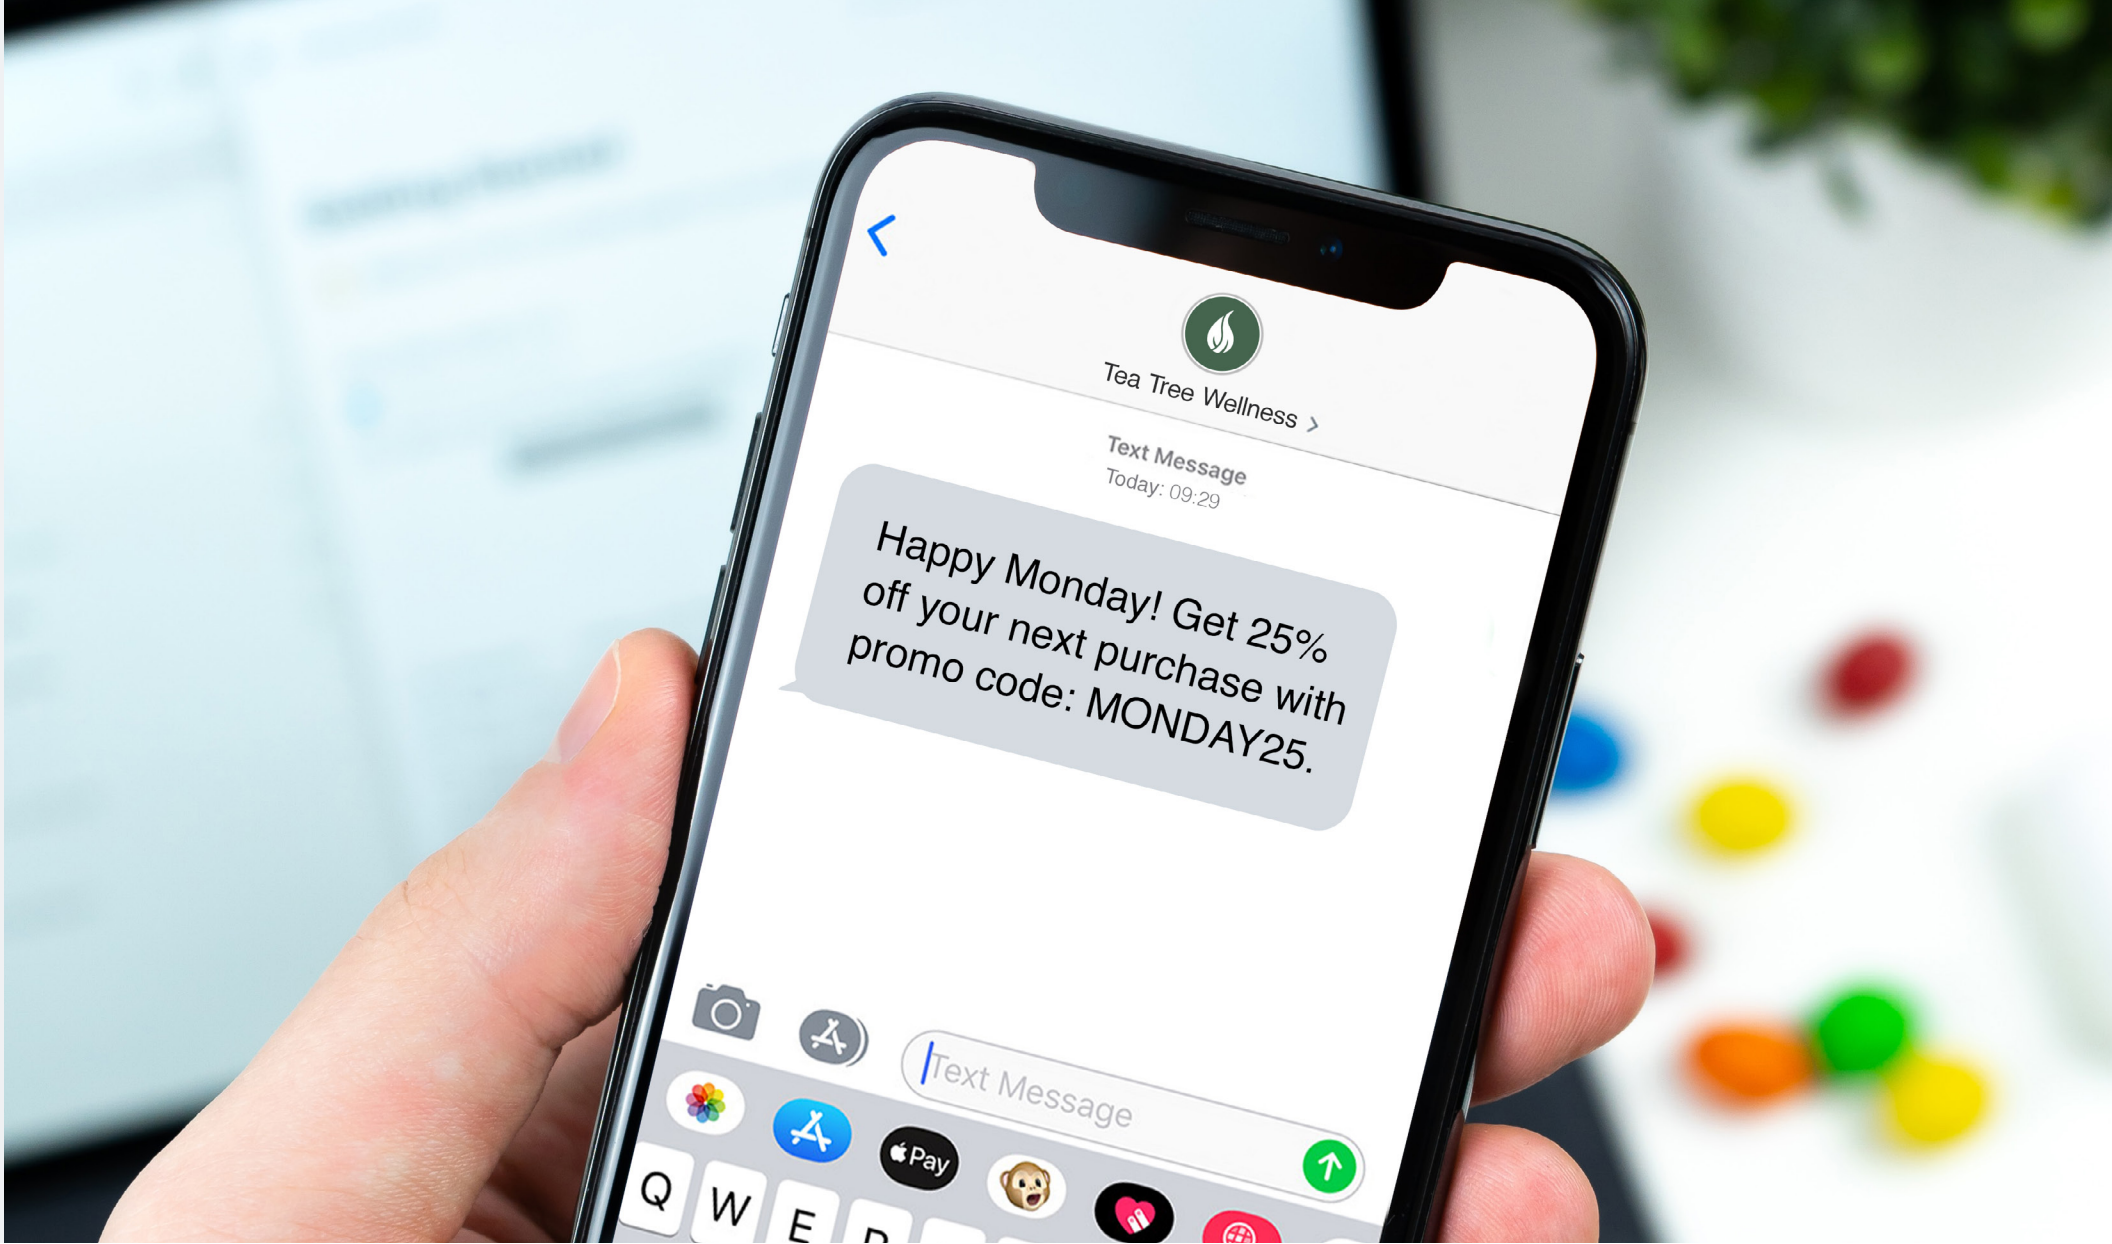 Tea Tree Wellness
Text Message
Today: 09:29
Happy Monday! Get 25%
off your next purchase with
promo code: MONDAY25.
Text Message
Pay
Q W E